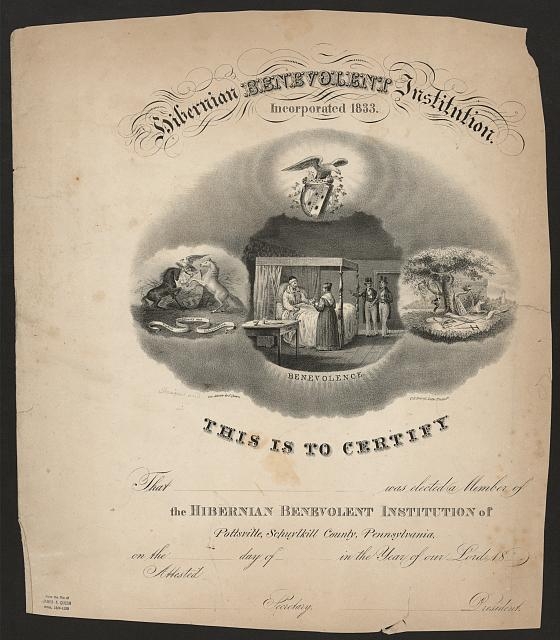 Hibernian BENEVOLENT Institution.
Incorporated 1833.
BENEVOLENCE
THIS IS TO CERTIFY
That was elected a Member of
the HIBERNIAN BENEVOLENT INSTITUTION of
Pottsville, Schuylkill County, Pennsylvania,
on the day of in the Year of our Lord 18
Attested
Secretary. President.